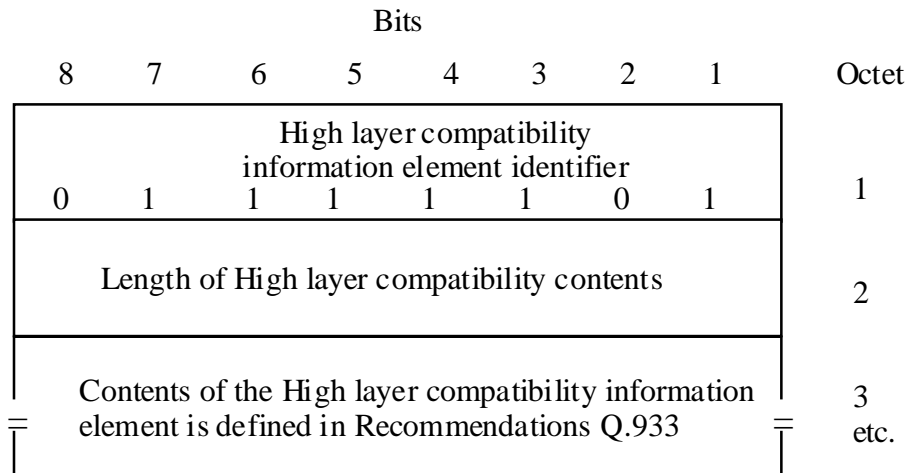 Bits
8 7 6 5 4 3 2 1 Octet
High layer compatibility
information element identifier
0 1 1 1 1 1 0 1 1
Length of High layer compatibility contents 2
Contents of the High layer compatibility information 3
element is defined in Recommendations Q.933 etc.